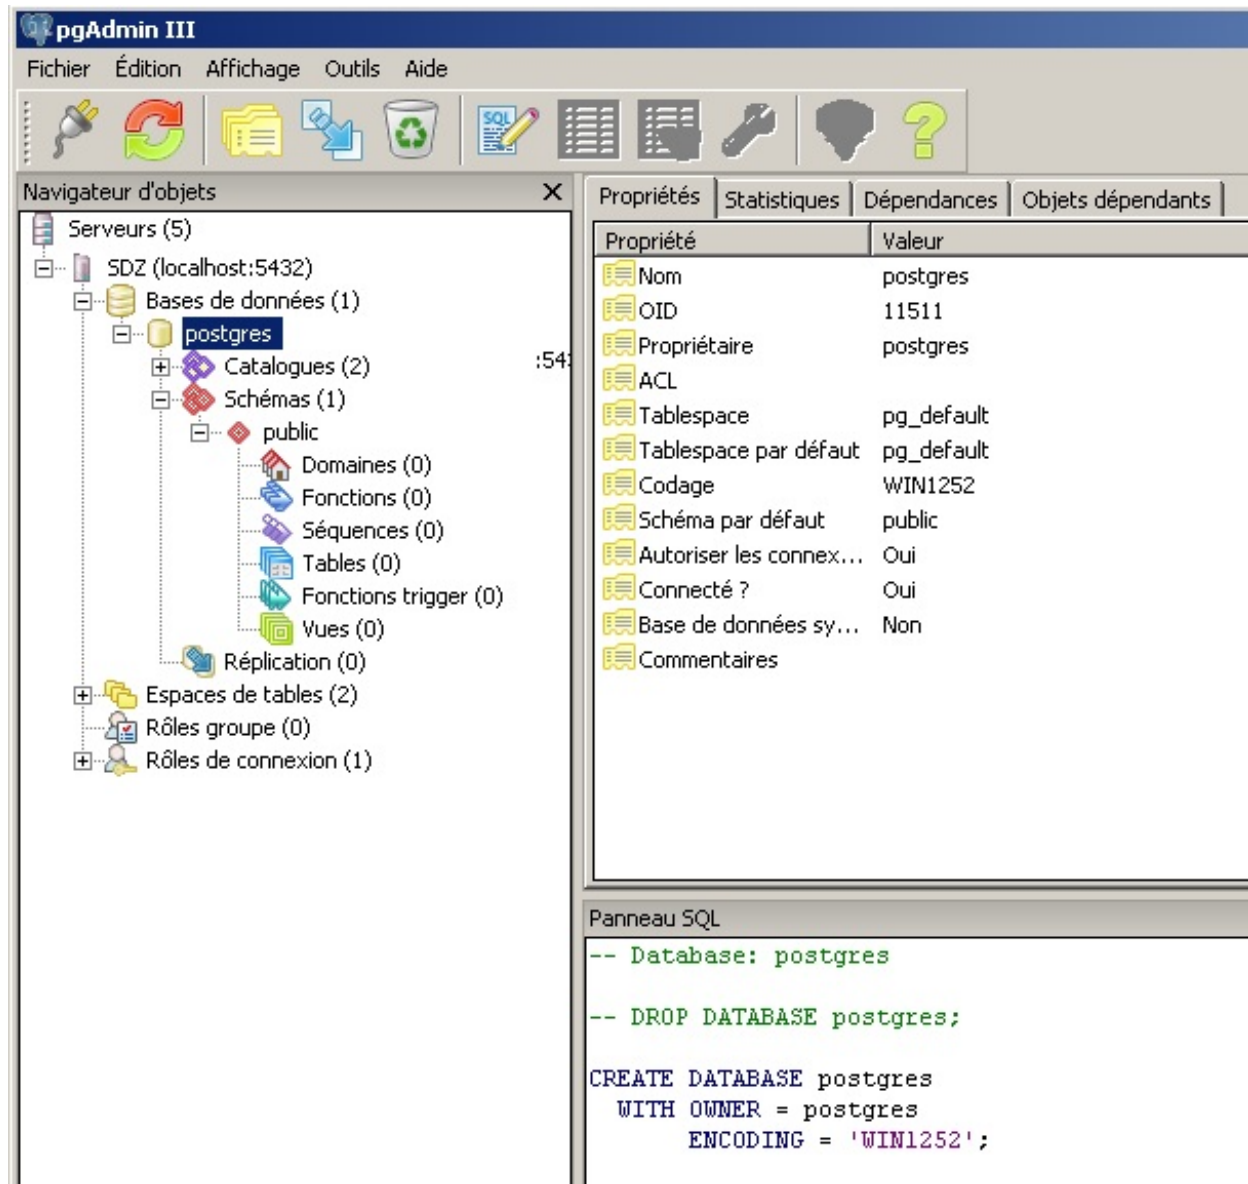 pgAdmin III
Fichier Édition Affichage Outils Aide
SQL
Navigateur d'objets
Serveurs (5)
SDZ (localhost:5432)
Bases de données (1)
postgres
Catalogues (2)
:543
Schémas (1)
public
Domaines (0)
Fonctions (0)
Séquences (0)
Tables (0)
Fonctions trigger (0)
Vues (0)
Réplication (0)
Espaces de tables (2)
Rôles groupe (0)
Rôles de connexion (1)
Propriétés Statistiques Dépendances Objets dépendants
Propriété Valeur
Nom postgres
OID 11511
Propriétaire postgres
ACL
Tablespace pg_default
Tablespace par défaut pg_default
Codage WIN1252
Schéma par défaut public
Autoriser les connex... Oui
Connecté ? Oui
Base de données sy... Non
Commentaires
Panneau SQL
-- Database: postgres
-- DROP DATABASE postgres;
CREATE DATABASE postgres
WITH OWNER = postgres
ENCODING = 'WIN1252';